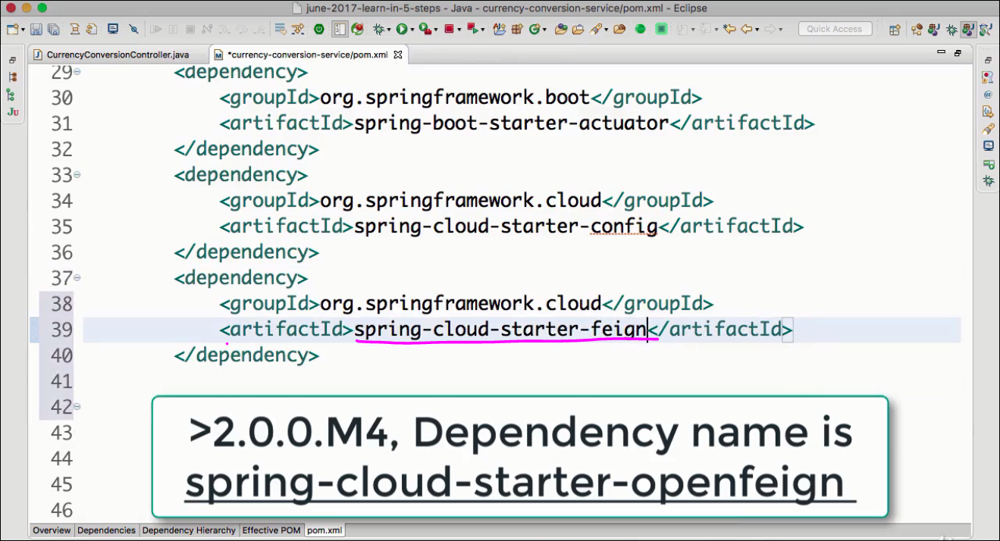 june-2017-learn-in-5-steps - Java - currency-conversion-service/pom.xml - Eclipse
Quick Access
CurrencyConversionController.java
*currency-conversion-service/pom.xml
29 <dependency>
30 <groupId>org.springframework.boot</groupId>
31 <artifactId>spring-boot-starter-actuator</artifactId>
32 </dependency>
33 <dependency>
34 <groupId>org.springframework.cloud</groupId>
35 <artifactId>spring-cloud-starter-config</artifactId>
36 </dependency>
37 <dependency>
38 <groupId>org.springframework.cloud</groupId>
39 <artifactId>spring-cloud-starter-feign</artifactId>
40 </dependency>
41
42
43
44
45
46
>2.0.0.M4, Dependency name is
spring-cloud-starter-openfeign
Overview Dependencies Dependency Hierarchy Effective POM pom.xml